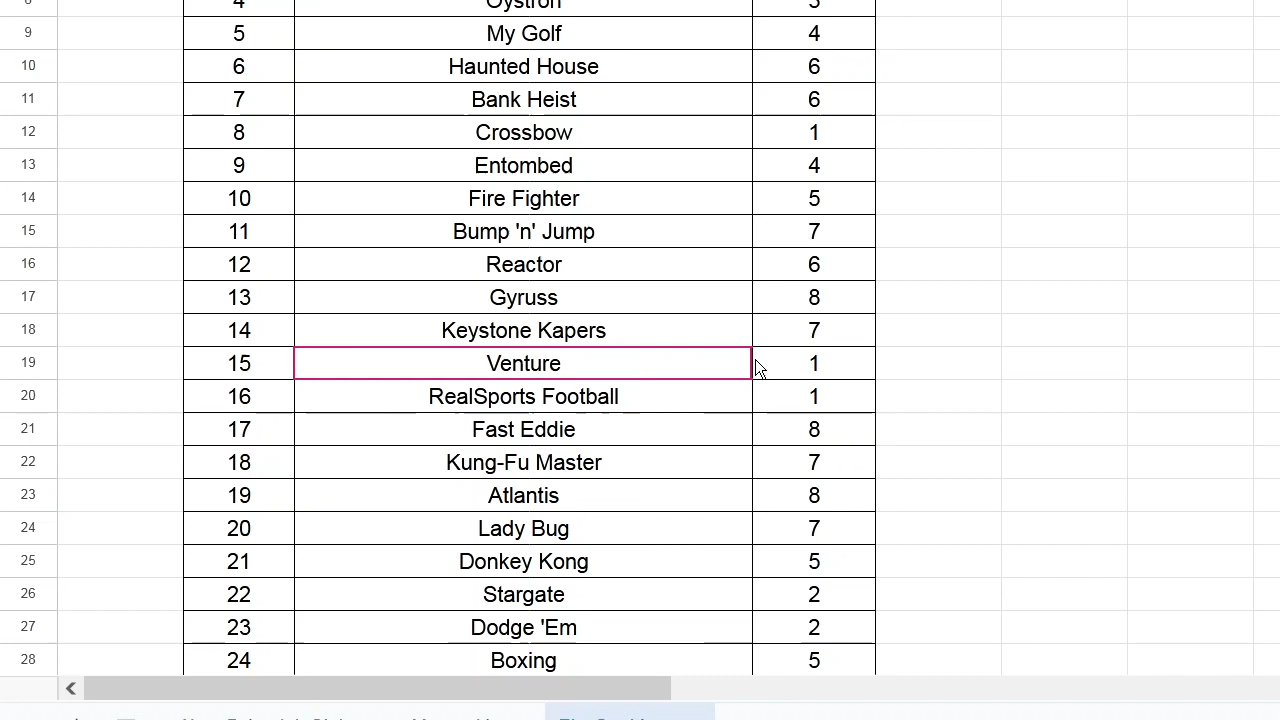 9 5 My Golf 4
10 6 Haunted House 6
11 7 Bank Heist 6
12 8 Crossbow 1
13 9 Entombed 4
14 10 Fire Fighter 5
15 11 Bump 'n' Jump 7
16 12 Reactor 6
17 13 Gyruss 8
18 14 Keystone Kapers 7
19 15 Venture 1
20 16 RealSports Football 1
21 17 Fast Eddie 8
22 18 Kung-Fu Master 7
23 19 Atlantis 8
24 20 Lady Bug 7
25 21 Donkey Kong 5
26 22 Stargate 2
27 23 Dodge 'Em 2
28 24 Boxing 5